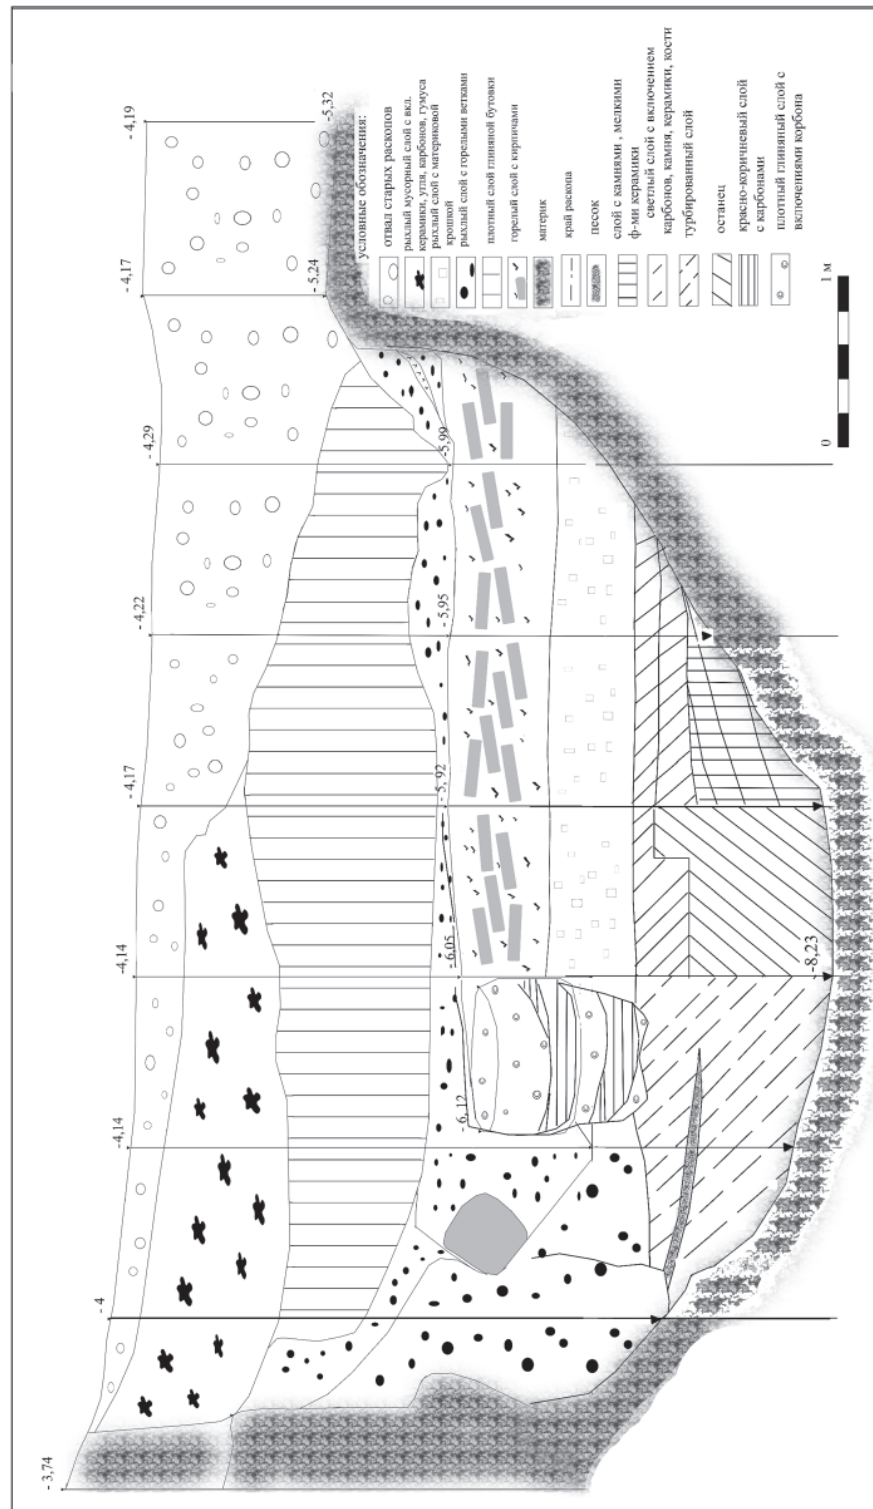 - 3,74
- 4
- 4,14
- 4,14
- 4,17
- 4,22
- 4,29
- 4,17
- 4,19
-5,32
-5,24
-5,99
- 5,95
- 5, 92
- 6,05
- 6, 12
-8,23
условные обозначения:
отвал старых раскопов
рыхлый мусорный слой с вкл.
керамики, угля, карбонов, гумуса
рыхлый слой с материковой
крошкой
рыхлый слой с горелыми ветками
плотный слой глиняной бутовки
горелый слой с кирпичами
материк
край раскопа
песок
слой с камнями , мелкими
ф-ми керамики
светлый слой с включением
карбонов, камня, керамики, кости
турбированный слой
останец
красно-коричневый слой
с карбонами
плотный глиняный слой с
включениями корбона
0
1 м